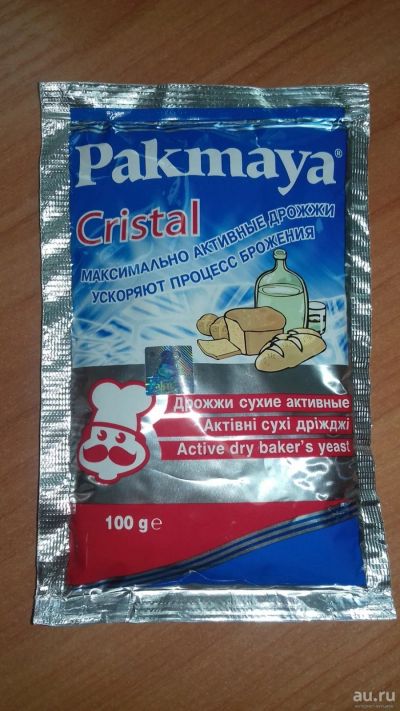 Pakmaya®
Cristal
МАКСИМАЛЬНО АКТИВНЫЕ ДРОЖЖИ
УСКОРЯЮТ ПРОЦЕСС БРОЖЕНИЯ
Дрожжи сухие активные
Актівні сухі дріжджі
Active dry baker's yeast
100 g ℮
au.ru